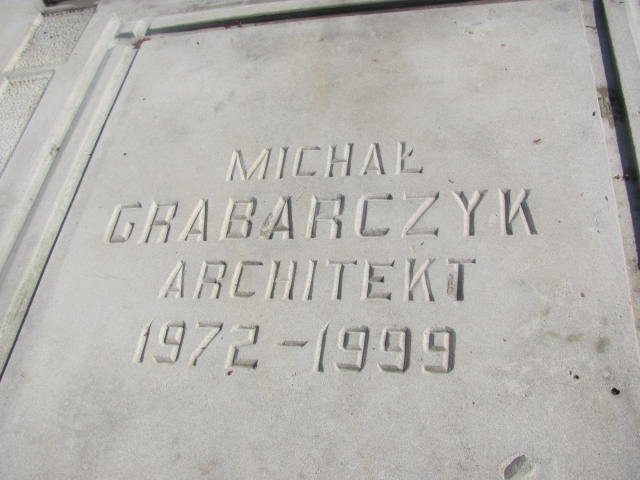 MICHAŁ
GRABARCZYK
ARCHITEKT
1972-1999